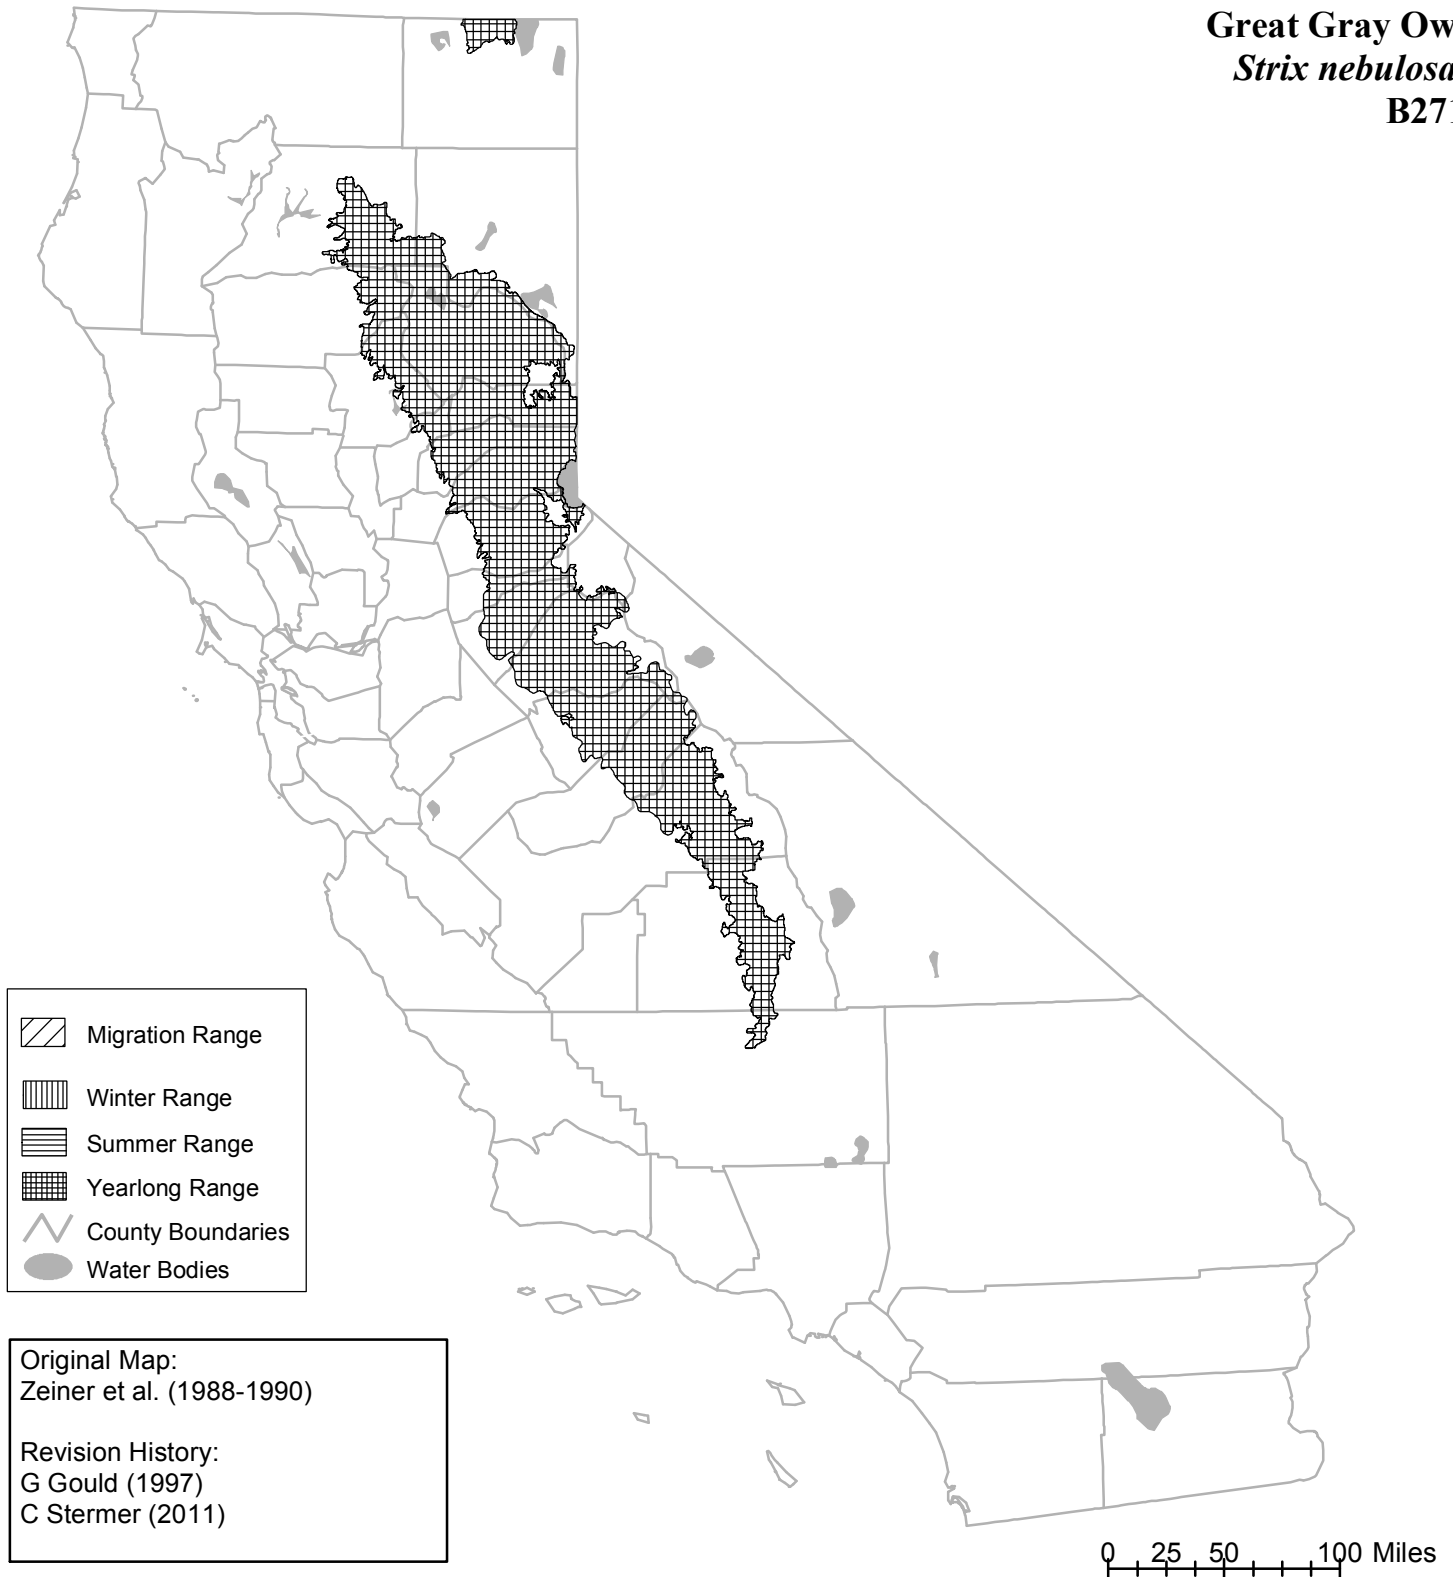 Great Gray Ow
Strix nebulosa
B271
Migration Range
Winter Range
Summer Range
Yearlong Range
County Boundaries
Water Bodies
Original Map:
Zeiner et al. (1988-1990)
Revision History:
G Gould (1997)
C Stermer (2011)
0 25 50 100 Miles